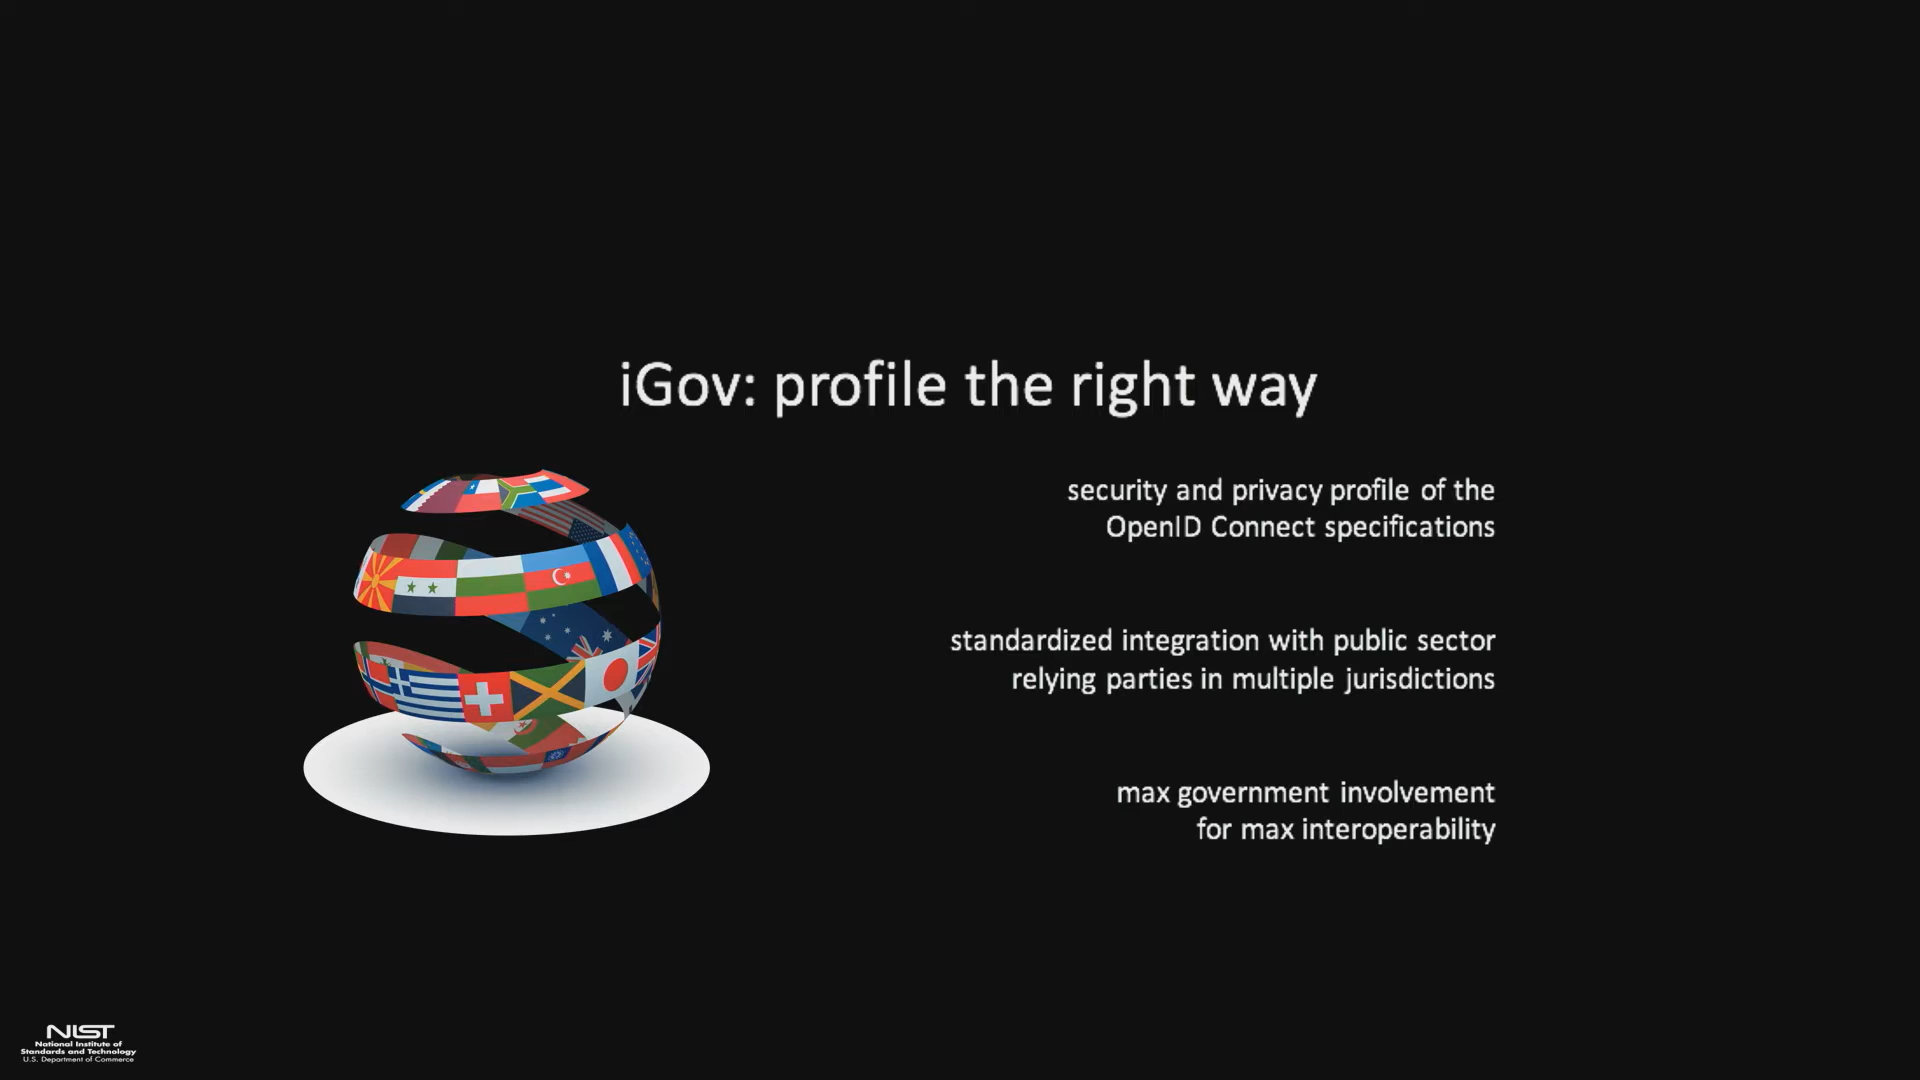 iGov: profile the right way
security and privacy profile of the
OpenID Connect specifications
standardized integration with public sector
relying parties in multiple jurisdictions
max government involvement
for max interoperability
NIST
National Institute of
Standards and Technology
U.S. Department of Commerce